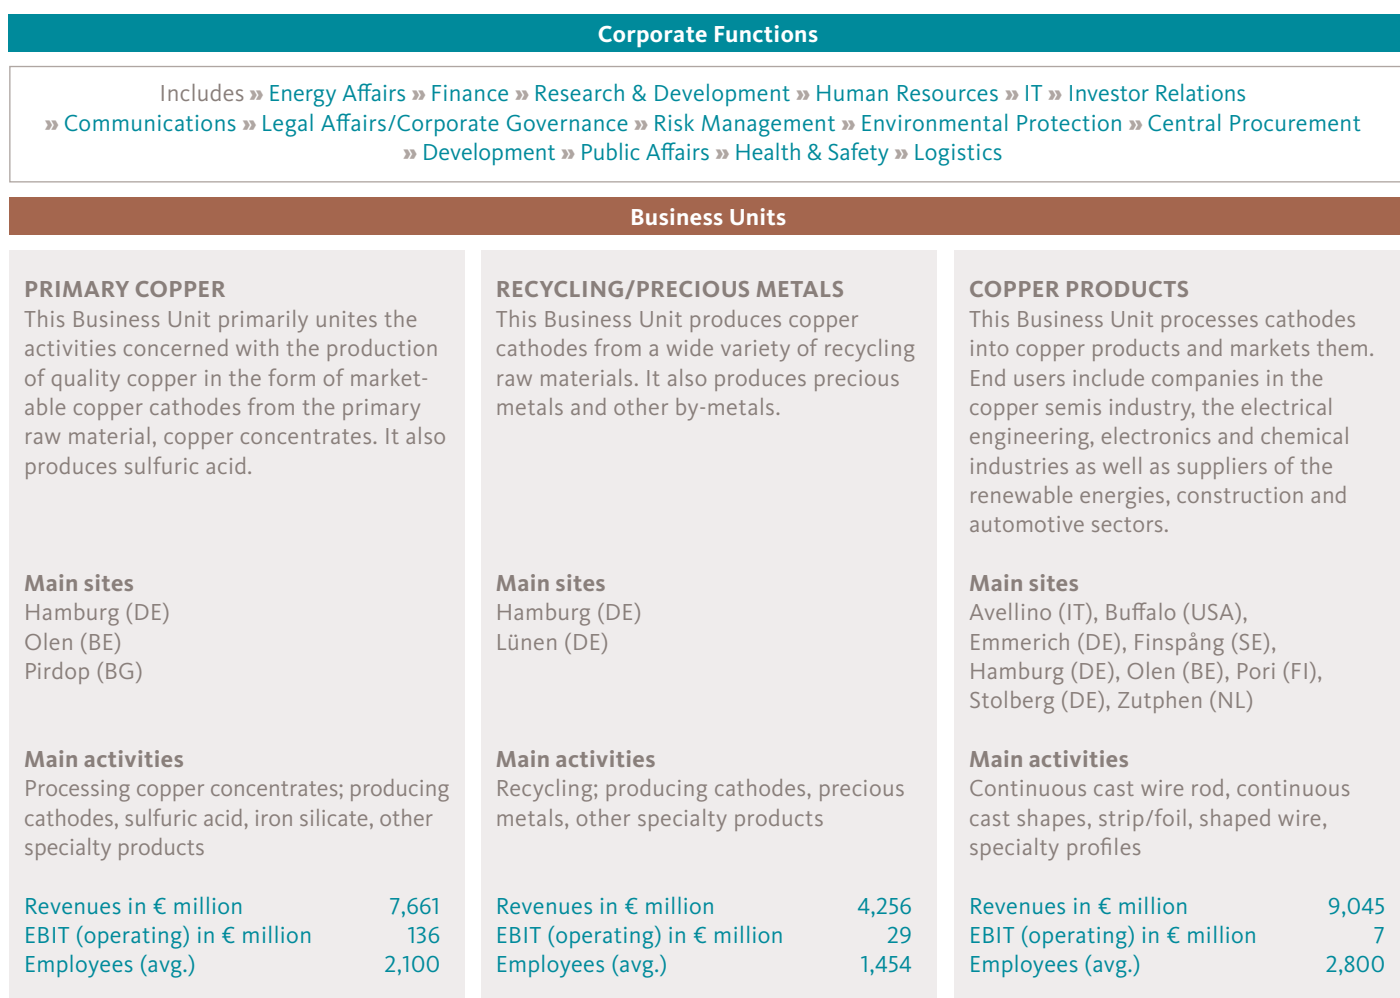 Corporate Functions
Includes » Energy Affairs » Finance » Research & Development » Human Resources » IT » Investor Relations
» Communications » Legal Affairs/Corporate Governance » Risk Management » Environmental Protection » Central Procurement
» Development » Public Affairs » Health & Safety » Logistics
Business Units
PRIMARY COPPER
This Business Unit primarily unites the
activities concerned with the production
of quality copper in the form of market-
able copper cathodes from the primary
raw material, copper concentrates. It also
produces sulfuric acid.
Main sites
Hamburg (DE)
Olen (BE)
Pirdop (BG)
Main activities
Processing copper concentrates; producing
cathodes, sulfuric acid, iron silicate, other
specialty products
Revenues in € million 7,661
EBIT (operating) in € million 136
Employees (avg.) 2,100
RECYCLING/PRECIOUS METALS
This Business Unit produces copper
cathodes from a wide variety of recycling
raw materials. It also produces precious
metals and other by-metals.
Main sites
Hamburg (DE)
Lünen (DE)
Main activities
Recycling; producing cathodes, precious
metals, other specialty products
Revenues in € million 4,256
EBIT (operating) in € million 29
Employees (avg.) 1,454
COPPER PRODUCTS
This Business Unit processes cathodes
into copper products and markets them.
End users include companies in the
copper semis industry, the electrical
engineering, electronics and chemical
industries as well as suppliers of the
renewable energies, construction and
automotive sectors.
Main sites
Avellino (IT), Buffalo (USA),
Emmerich (DE), Finspång (SE),
Hamburg (DE), Olen (BE), Pori (FI),
Stolberg (DE), Zutphen (NL)
Main activities
Continuous cast wire rod, continuous
cast shapes, strip/foil, shaped wire,
specialty profiles
Revenues in € million 9,045
EBIT (operating) in € million 7
Employees (avg.) 2,800